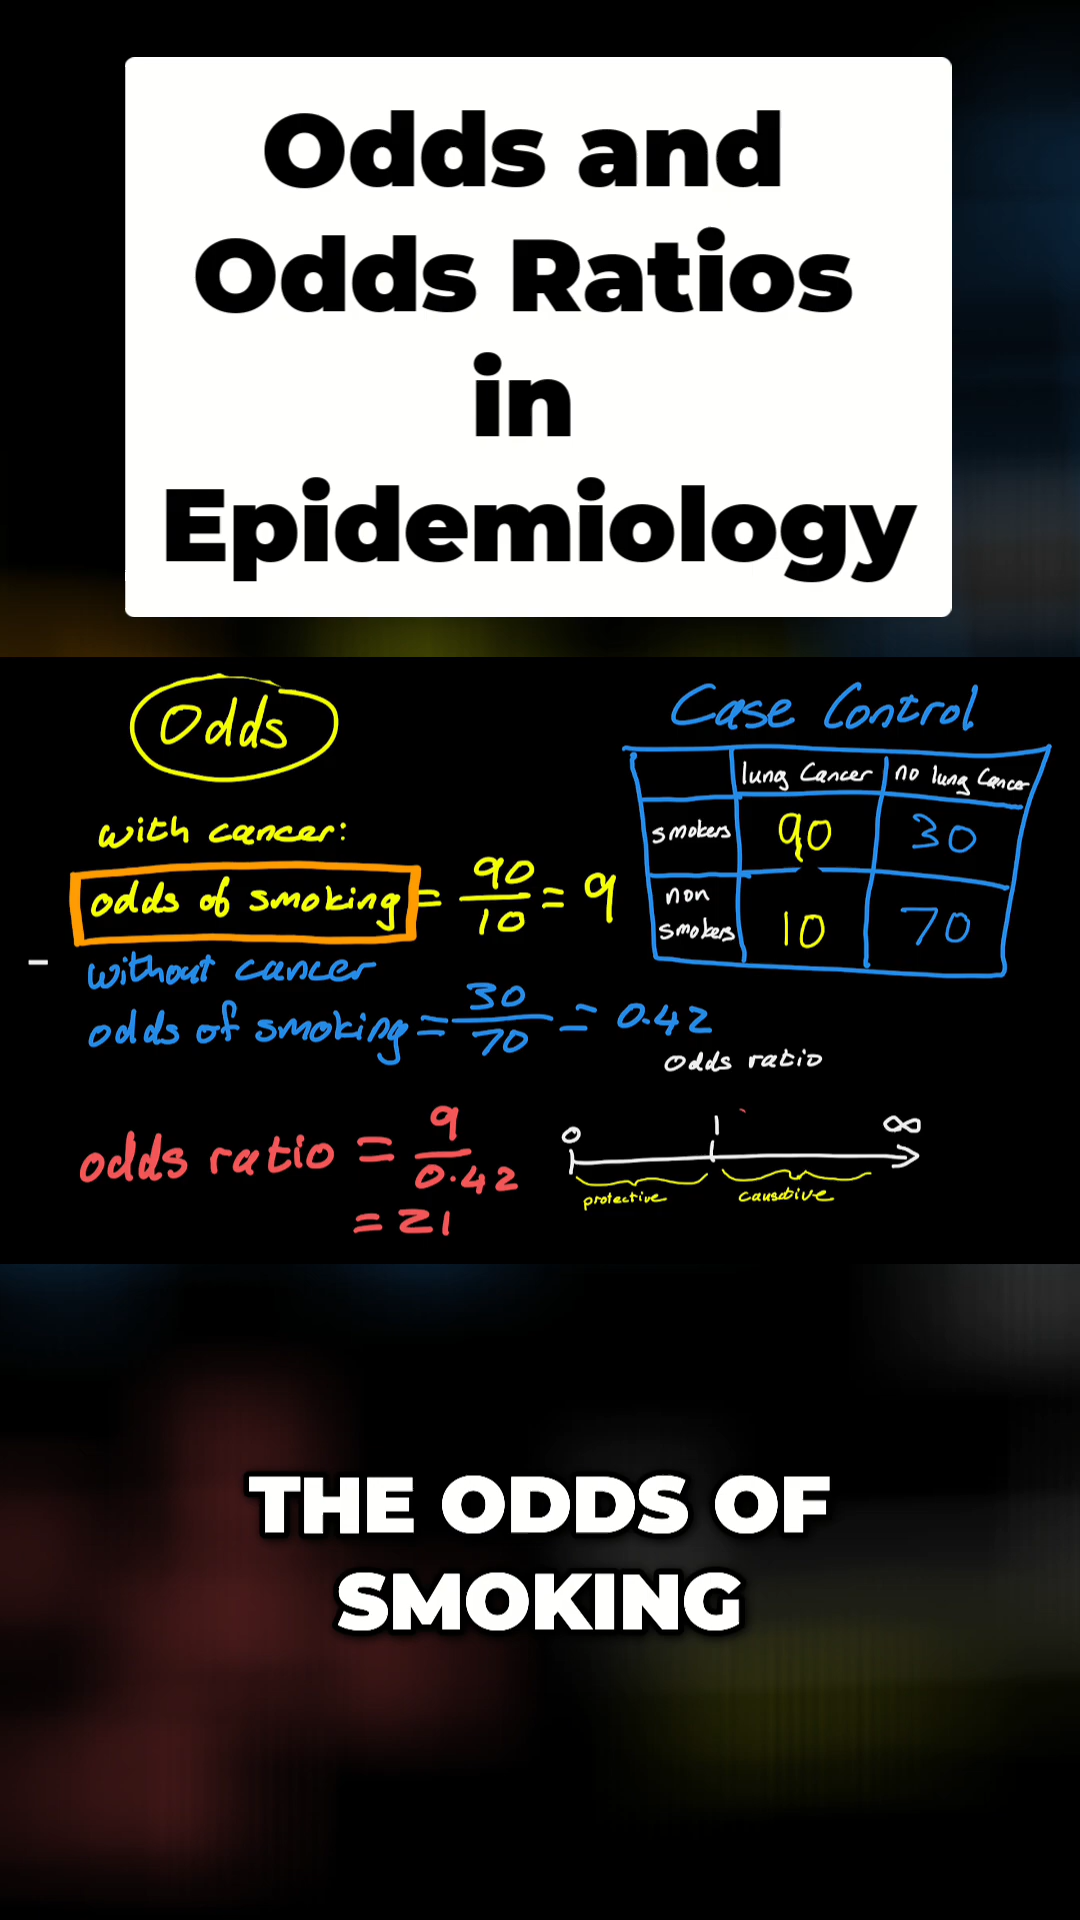 Odds and
Odds Ratios
in
Epidemiology
Odds
with cancer:
odds of smoking = 90/10 = 9
without cancer
odds of smoking = 30/70 = 0.42
odds ratio = 9/0.42
= 21
Case Control
lung Cancer no lung Cancer
smokers 90 30
non smokers 10 70
odds ratio
0 1 ∞
protective causative
THE ODDS OF
SMOKING